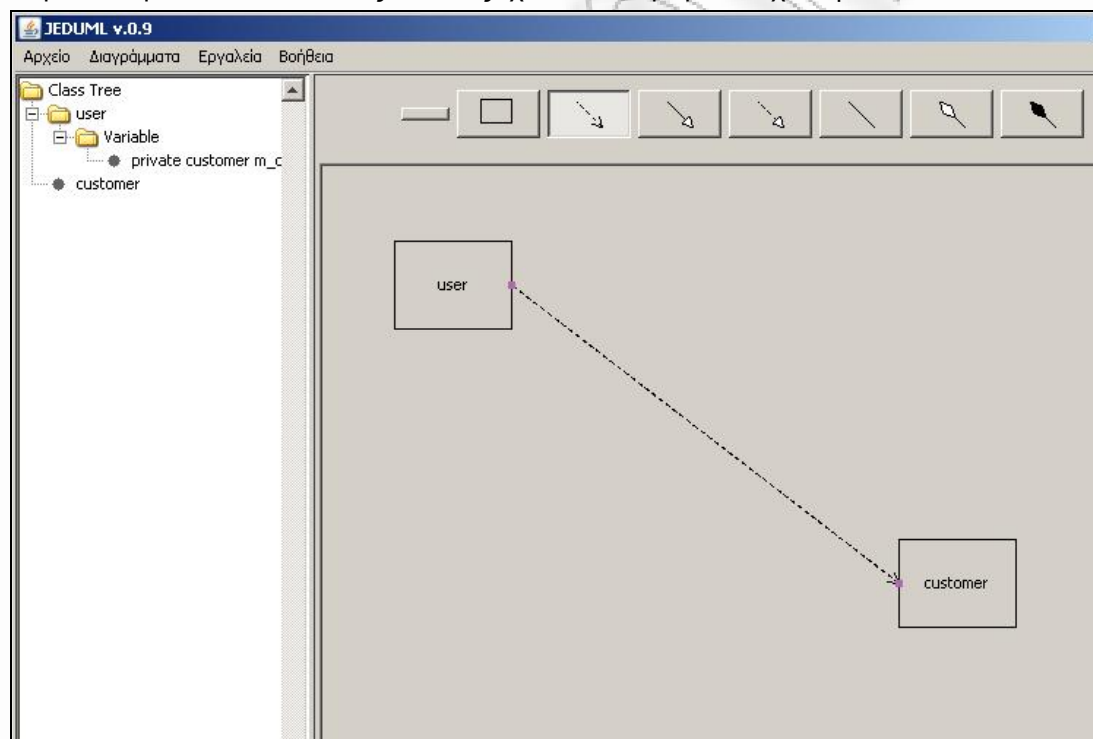 JEDUML v.0.9
Αρχείο Διαγράμματα Εργαλεία Βοήθεια
Class Tree
user
Variable
private customer m_c
customer
user
customer